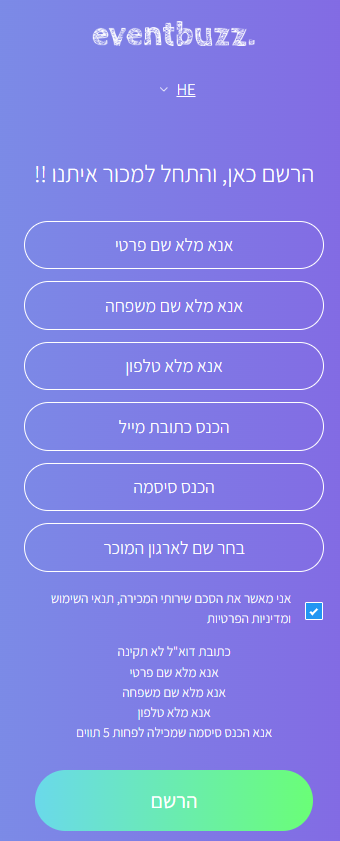 eventbuzz.
HE
הרשם כאן, והתחל למכור איתנו !!
אנא מלא שם פרטי
אנא מלא שם משפחה
אנא מלא טלפון
הכנס כתובת מייל
הכנס סיסמה
בחר שם לארגון המוכר
אני מאשר את הסכם שירותי המכירה, תנאי השימוש
ומדיניות הפרטיות
כתובת דוא"ל לא תקינה
אנא מלא שם פרטי
אנא מלא שם משפחה
אנא מלא טלפון
אנא הכנס סיסמה שמכילה לפחות 5 תווים
הרשם